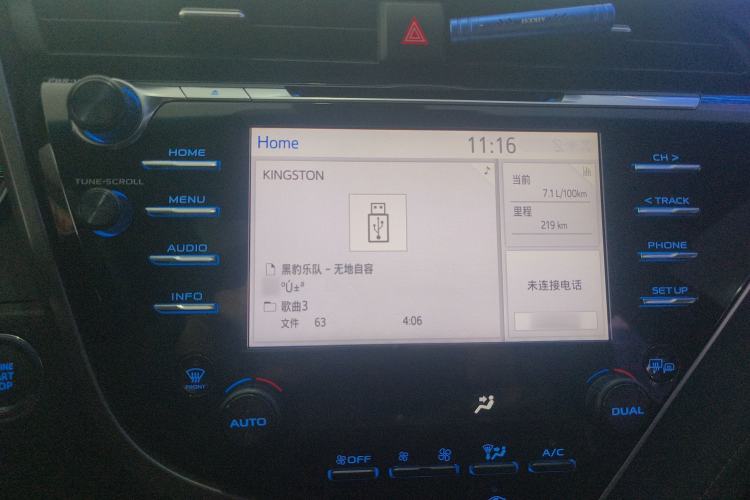 HOME
TUNE·SCROLL
MENU
AUDIO
INFO
Home
11:16
KINGSTON
黑豹乐队 - 无地自容
ºÚ±ª
歌曲3
文件 63 4:06
当前
7.1 L/100km
里程
219 km
未连接电话
CH >
< TRACK
PHONE
SETUP
FRONT
AUTO
DUAL
OFF
A/C